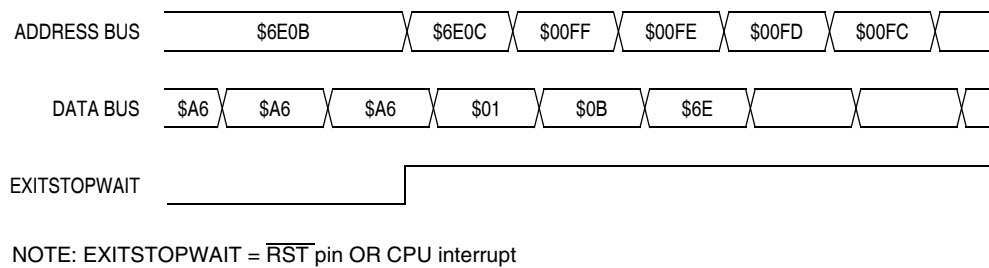 ADDRESS BUS $6E0B $6E0C $00FF $00FE $00FD $00FC
DATA BUS $A6 $A6 $A6 $01 $0B $6E
EXITSTOPWAIT
NOTE: EXITSTOPWAIT = RST pin OR CPU interrupt